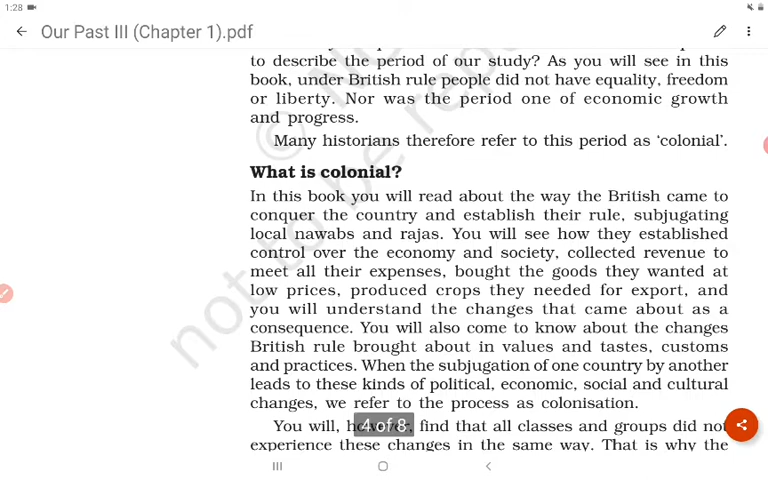 1:28
Our Past III (Chapter 1).pdf
to describe the period of our study? As you will see in this
book, under British rule people did not have equality, freedom
or liberty. Nor was the period one of economic growth
and progress.
Many historians therefore refer to this period as ‘colonial’.
What is colonial?
In this book you will read about the way the British came to
conquer the country and establish their rule, subjugating
local nawabs and rajas. You will see how they established
control over the economy and society, collected revenue to
meet all their expenses, bought the goods they wanted at
low prices, produced crops they needed for export, and
you will understand the changes that came about as a
consequence. You will also come to know about the changes
British rule brought about in values and tastes, customs
and practices. When the subjugation of one country by another
leads to these kinds of political, economic, social and cultural
changes, we refer to the process as colonisation.
You will, find that all classes and groups did not
4 of 8
experience these changes in the same way. That is why the
not to be rep